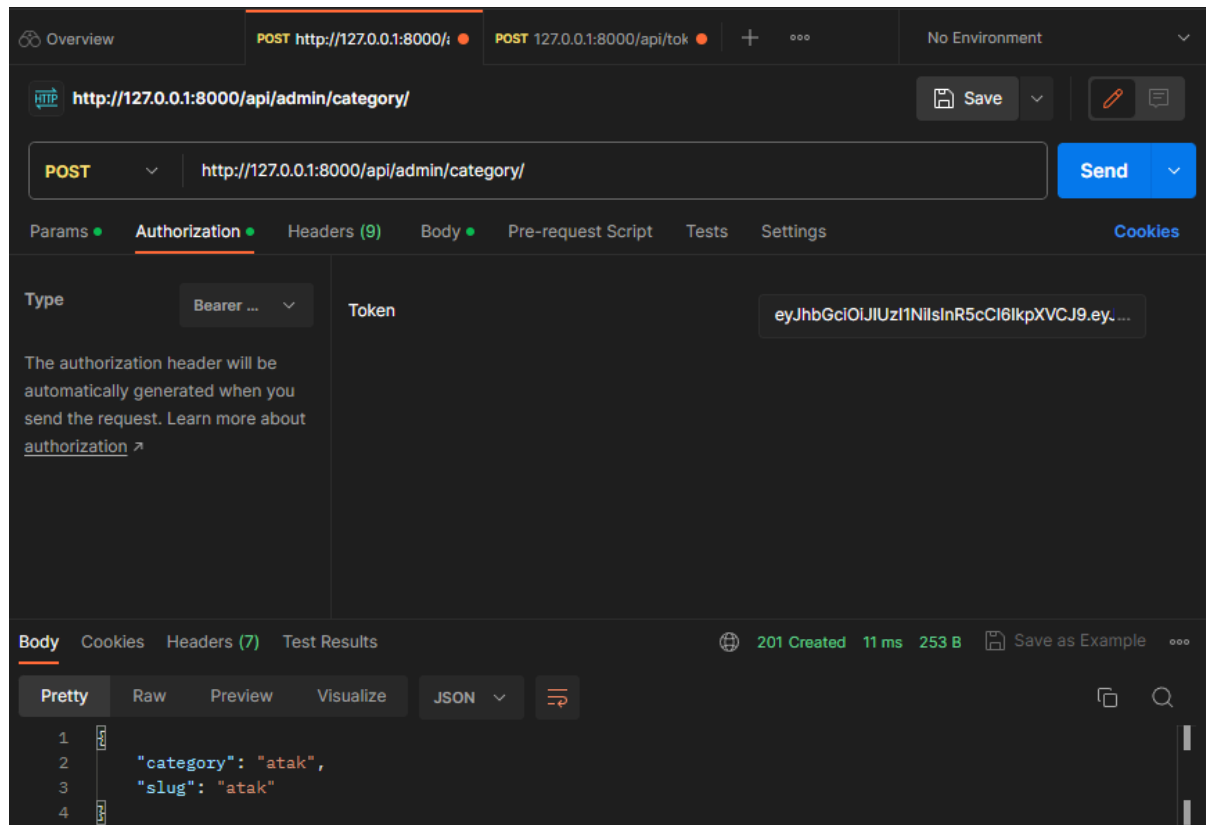 Overview POST http://127.0.0.1:8000/a POST 127.0.0.1:8000/api/tok No Environment
HTTP http://127.0.0.1:8000/api/admin/category/ Save
POST http://127.0.0.1:8000/api/admin/category/ Send
Params Authorization Headers (9) Body Pre-request Script Tests Settings Cookies
Type Bearer ... Token eyJhbGciOiJIUzI1NiIsInR5cCI6IkpXVCJ9.eyJ...
The authorization header will be
automatically generated when you
send the request. Learn more about
authorization ↗
Body Cookies Headers (7) Test Results 201 Created 11 ms 253 B Save as Example
Pretty Raw Preview Visualize JSON
1 {
2 "category": "atak",
3 "slug": "atak"
4 }